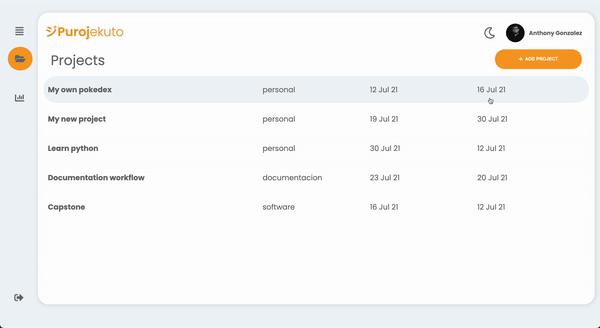 Purojekuto
Anthony Gonzalez
Projects
+ ADD PROJECT
My own pokedex personal 12 Jul 21 16 Jul 21
My new project personal 19 Jul 21 30 Jul 21
Learn python personal 30 Jul 21 12 Jul 21
Documentation workflow documentacion 23 Jul 21 20 Jul 21
Capstone software 16 Jul 21 12 Jul 21